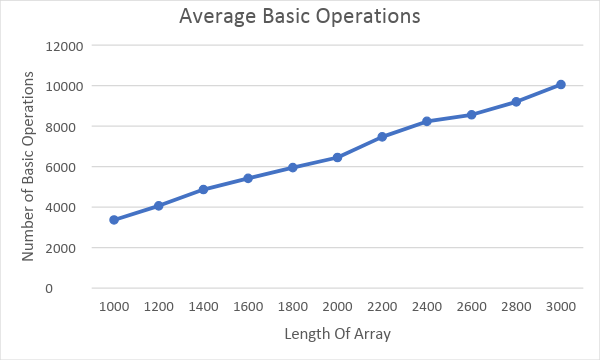 Average Basic Operations
12000
10000
8000
6000
4000
2000
0
Number of Basic Operations
1000 1200 1400 1600 1800 2000 2200 2400 2600 2800 3000
Length Of Array